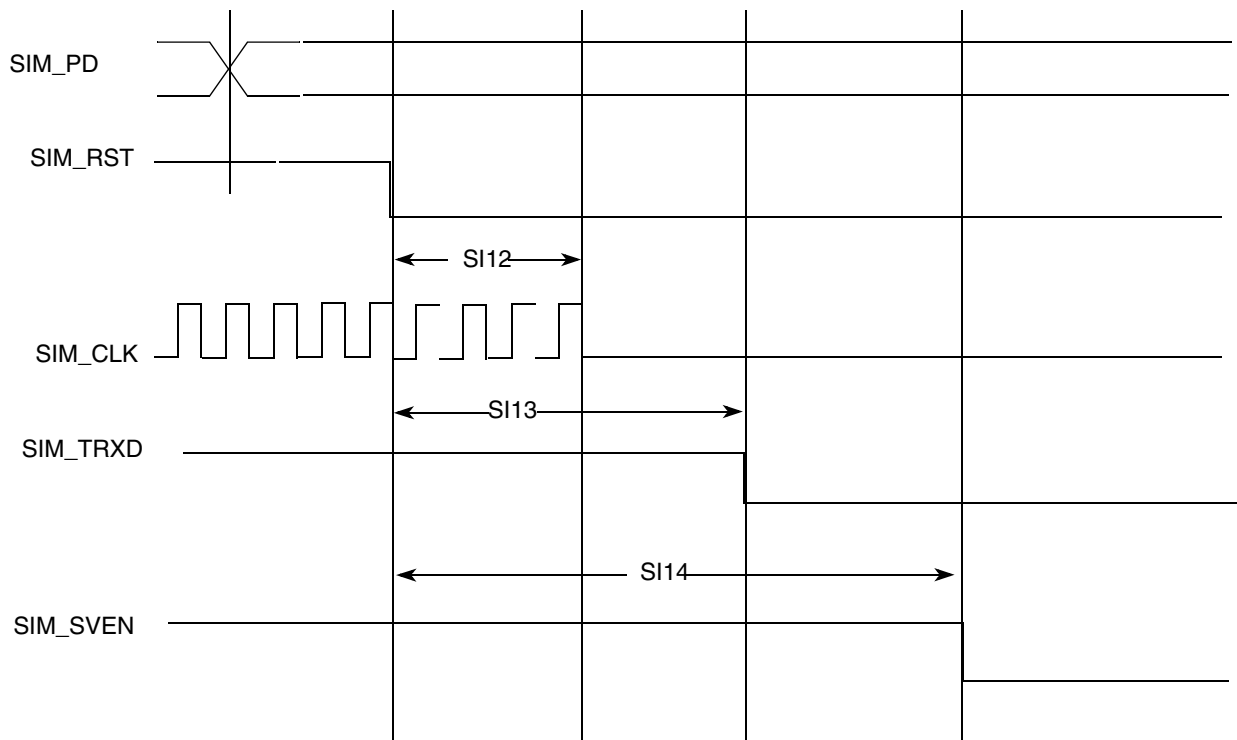 SIM_PD
SIM_RST
SI12
SIM_CLK
SI13
SIM_TRXD
SI14
SIM_SVEN